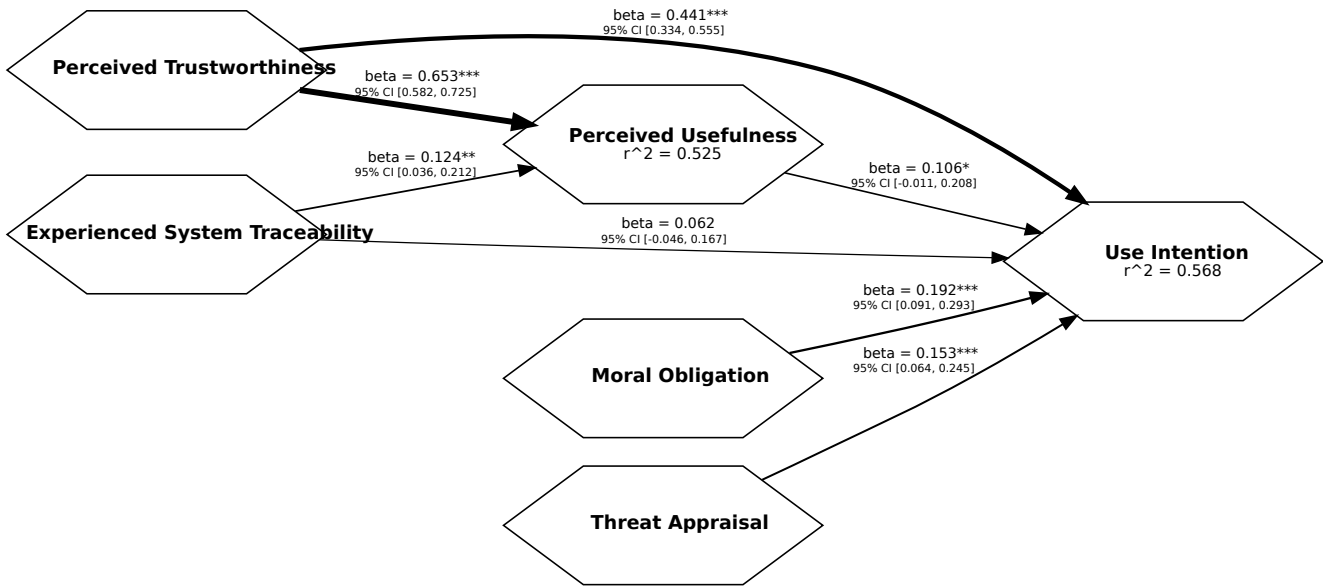 beta = 0.441***
95% CI [0.334, 0.555]
Perceived Trustworthiness
beta = 0.653***
95% CI [0.582, 0.725]
Perceived Usefulness
r^2 = 0.525
beta = 0.124**
95% CI [0.036, 0.212]
beta = 0.106*
95% CI [-0.011, 0.208]
Experienced System Traceability
beta = 0.062
95% CI [-0.046, 0.167]
Use Intention
r^2 = 0.568
beta = 0.192***
95% CI [0.091, 0.293]
beta = 0.153***
95% CI [0.064, 0.245]
Moral Obligation
Threat Appraisal